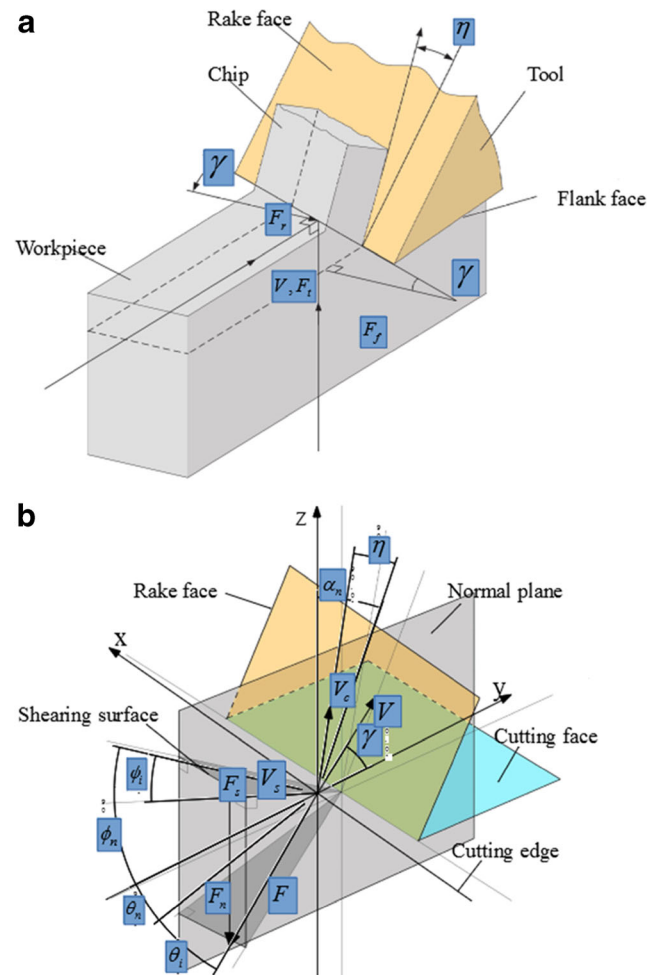 a
Rake face
η
Chip
Tool
γ
F_r
Flank face
Workpiece
V, F_t
γ
F_f
b
Z
η
Rake face
α_n
Normal plane
X
V_c
V
y
Shearing surface
γ
Cutting face
φ_i
F_s
V_s
φ_n
Cutting edge
θ_n
F_n
F
θ_i